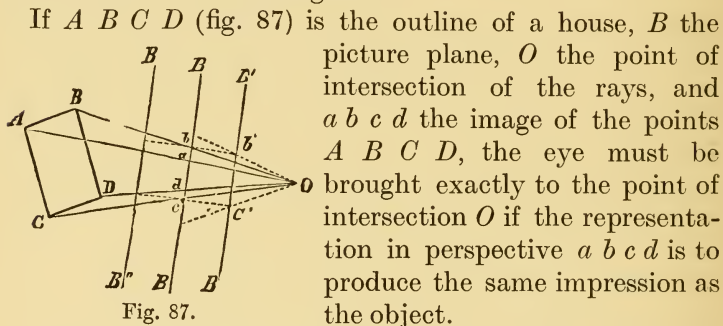 If A B C D (fig. 87) is the outline of a house, B the
picture plane, O the point of
intersection of the rays, and
a b c d the image of the points
A B C D, the eye must be
brought exactly to the point of
intersection O if the representa-
tion in perspective a b c d is to
produce the same impression as
the object.
B B B'
B
A
b b'
a
D d O
C c C'
B" B B
Fig. 87.